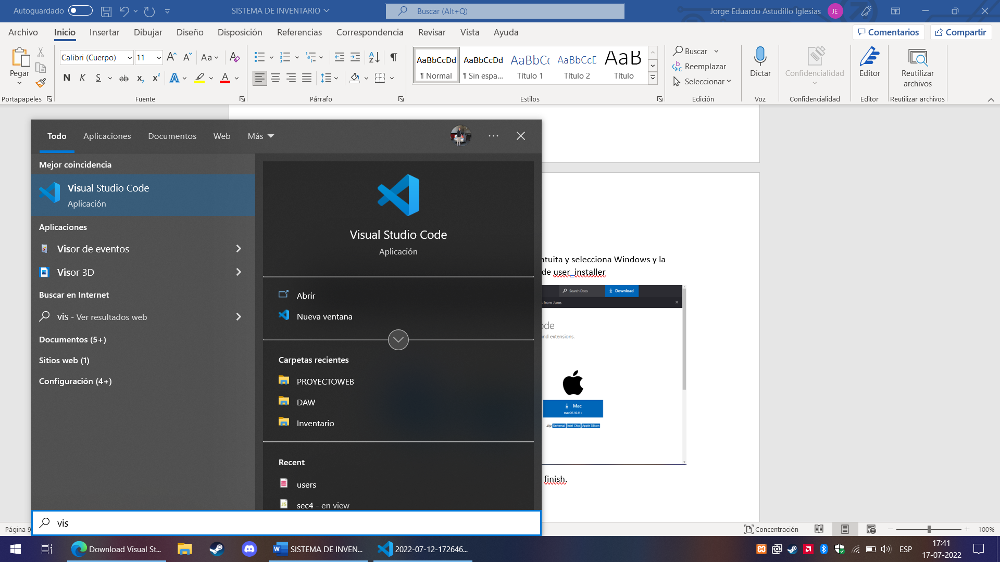 Autoguardado
SISTEMA DE INVENTARIO
Buscar (Alt+Q)
Jorge Eduardo Astudillo Iglesias
JE
Archivo
Inicio
Insertar
Dibujar
Diseño
Disposición
Referencias
Correspondencia
Revisar
Vista
Ayuda
Comentarios
Compartir
Pegar
Portapapeles
Calibri (Cuerpo)
11
Aa
N K S ab x₂ x² A A
Fuente
Párrafo
AaBbCcDd
¶ Normal
AaBbCcDd
¶ Sin espa...
AaBbCc
Título 1
AaBbCcD
Título 2
AaB
Título
Estilos
Buscar
Reemplazar
Seleccionar
Edición
Dictar
Voz
Confidencialidad
Confidencialidad
Editor
Editor
Reutilizar
archivos
Reutilizar archivos
Todo
Aplicaciones
Documentos
Web
Más
Mejor coincidencia
Visual Studio Code
Aplicación
Aplicaciones
Visor de eventos
Visor 3D
Buscar en Internet
vis - Ver resultados web
Documentos (5+)
Sitios web (1)
Configuración (4+)
Visual Studio Code
Aplicación
Abrir
Nueva ventana
Carpetas recientes
PROYECTOWEB
DAW
Inventario
Recent
users
sec4 - en view
vis
atuita y selecciona Windows y la
de user_installer
Search Docs
Download
s from June.
ode
nd extensions.
Mac
macOS 10.11+
.zip Universal Intel Chip Apple Silicon
finish.
Página 9
Concentración
100%
Download Visual St...
SISTEMA DE INVEN...
2022-07-12-172646...
ESP
17:41
17-07-2022